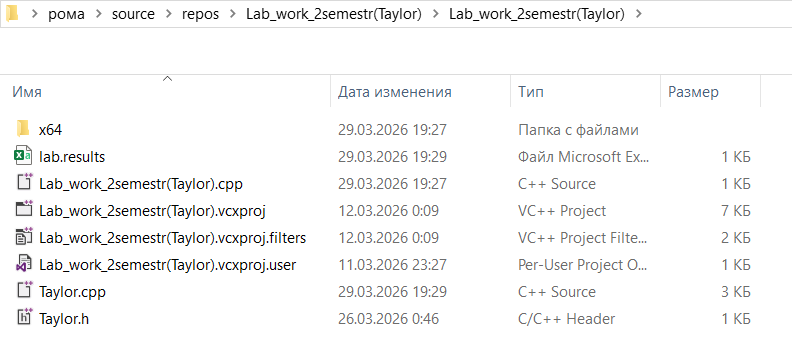 рома > source > repos > Lab_work_2semestr(Taylor) > Lab_work_2semestr(Taylor) >
Имя Дата изменения Тип Размер
x64 29.03.2026 19:27 Папка с файлами
lab.results 29.03.2026 19:29 Файл Microsoft Ex... 1 КБ
Lab_work_2semestr(Taylor).cpp 29.03.2026 19:27 C++ Source 1 КБ
Lab_work_2semestr(Taylor).vcxproj 12.03.2026 0:09 VC++ Project 7 КБ
Lab_work_2semestr(Taylor).vcxproj.filters 12.03.2026 0:09 VC++ Project Filte... 2 КБ
Lab_work_2semestr(Taylor).vcxproj.user 11.03.2026 23:27 Per-User Project O... 1 КБ
Taylor.cpp 29.03.2026 19:29 C++ Source 3 КБ
Taylor.h 26.03.2026 0:46 C/C++ Header 1 КБ